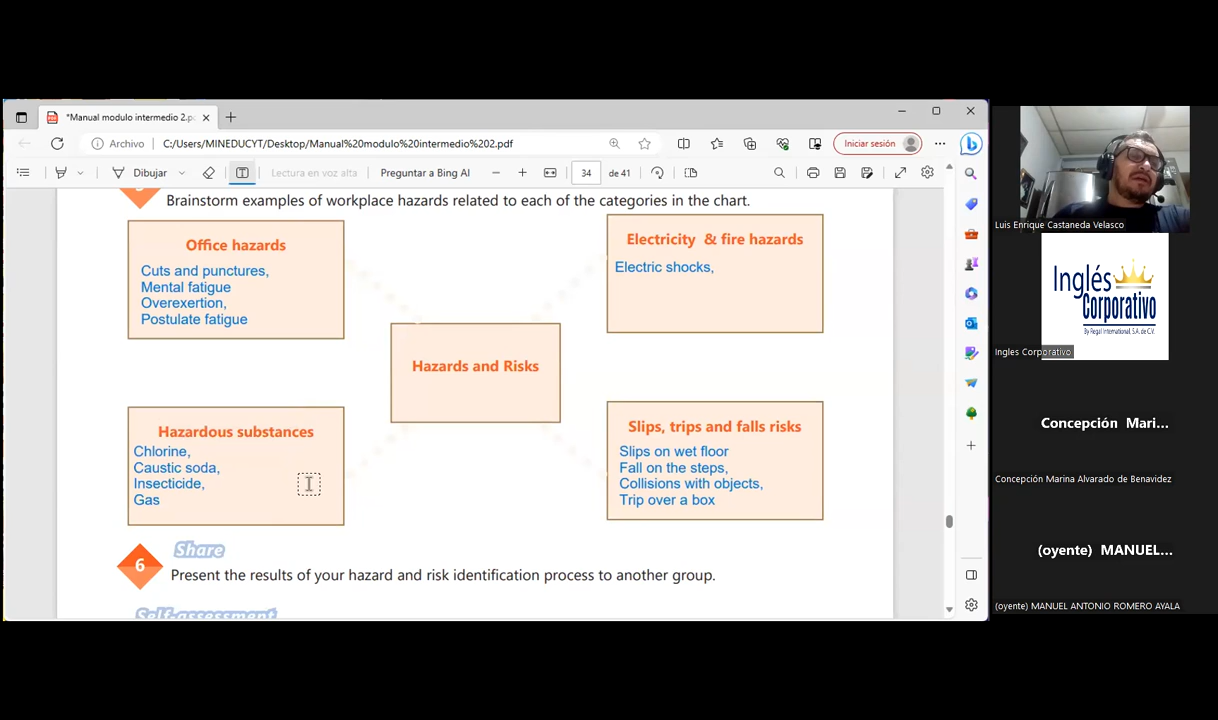 *Manual modulo intermedio 2.p
Archivo
C:/Users/MINEDUCYT/Desktop/Manual%20modulo%20intermedio%202.pdf
Iniciar sesión
Dibujar
Lectura en voz alta
Preguntar a Bing AI
34
de 41
Brainstorm examples of workplace hazards related to each of the categories in the chart.
Office hazards
Cuts and punctures,
Mental fatigue
Overexertion,
Postulate fatigue
Electricity & fire hazards
Electric shocks,
Hazards and Risks
Hazardous substances
Chlorine,
Caustic soda,
Insecticide,
Gas
Slips, trips and falls risks
Slips on wet floor
Fall on the steps,
Collisions with objects,
Trip over a box
6
Share
Present the results of your hazard and risk identification process to another group.
Self-assessment
Luis Enrique Castaneda Velasco
Inglés
Corporativo
By Regal International, S.A. de C.V.
Ingles Corporativo
Concepción Mari...
Concepción Marina Alvarado de Benavidez
(oyente) MANUEL...
(oyente) MANUEL ANTONIO ROMERO AYALA